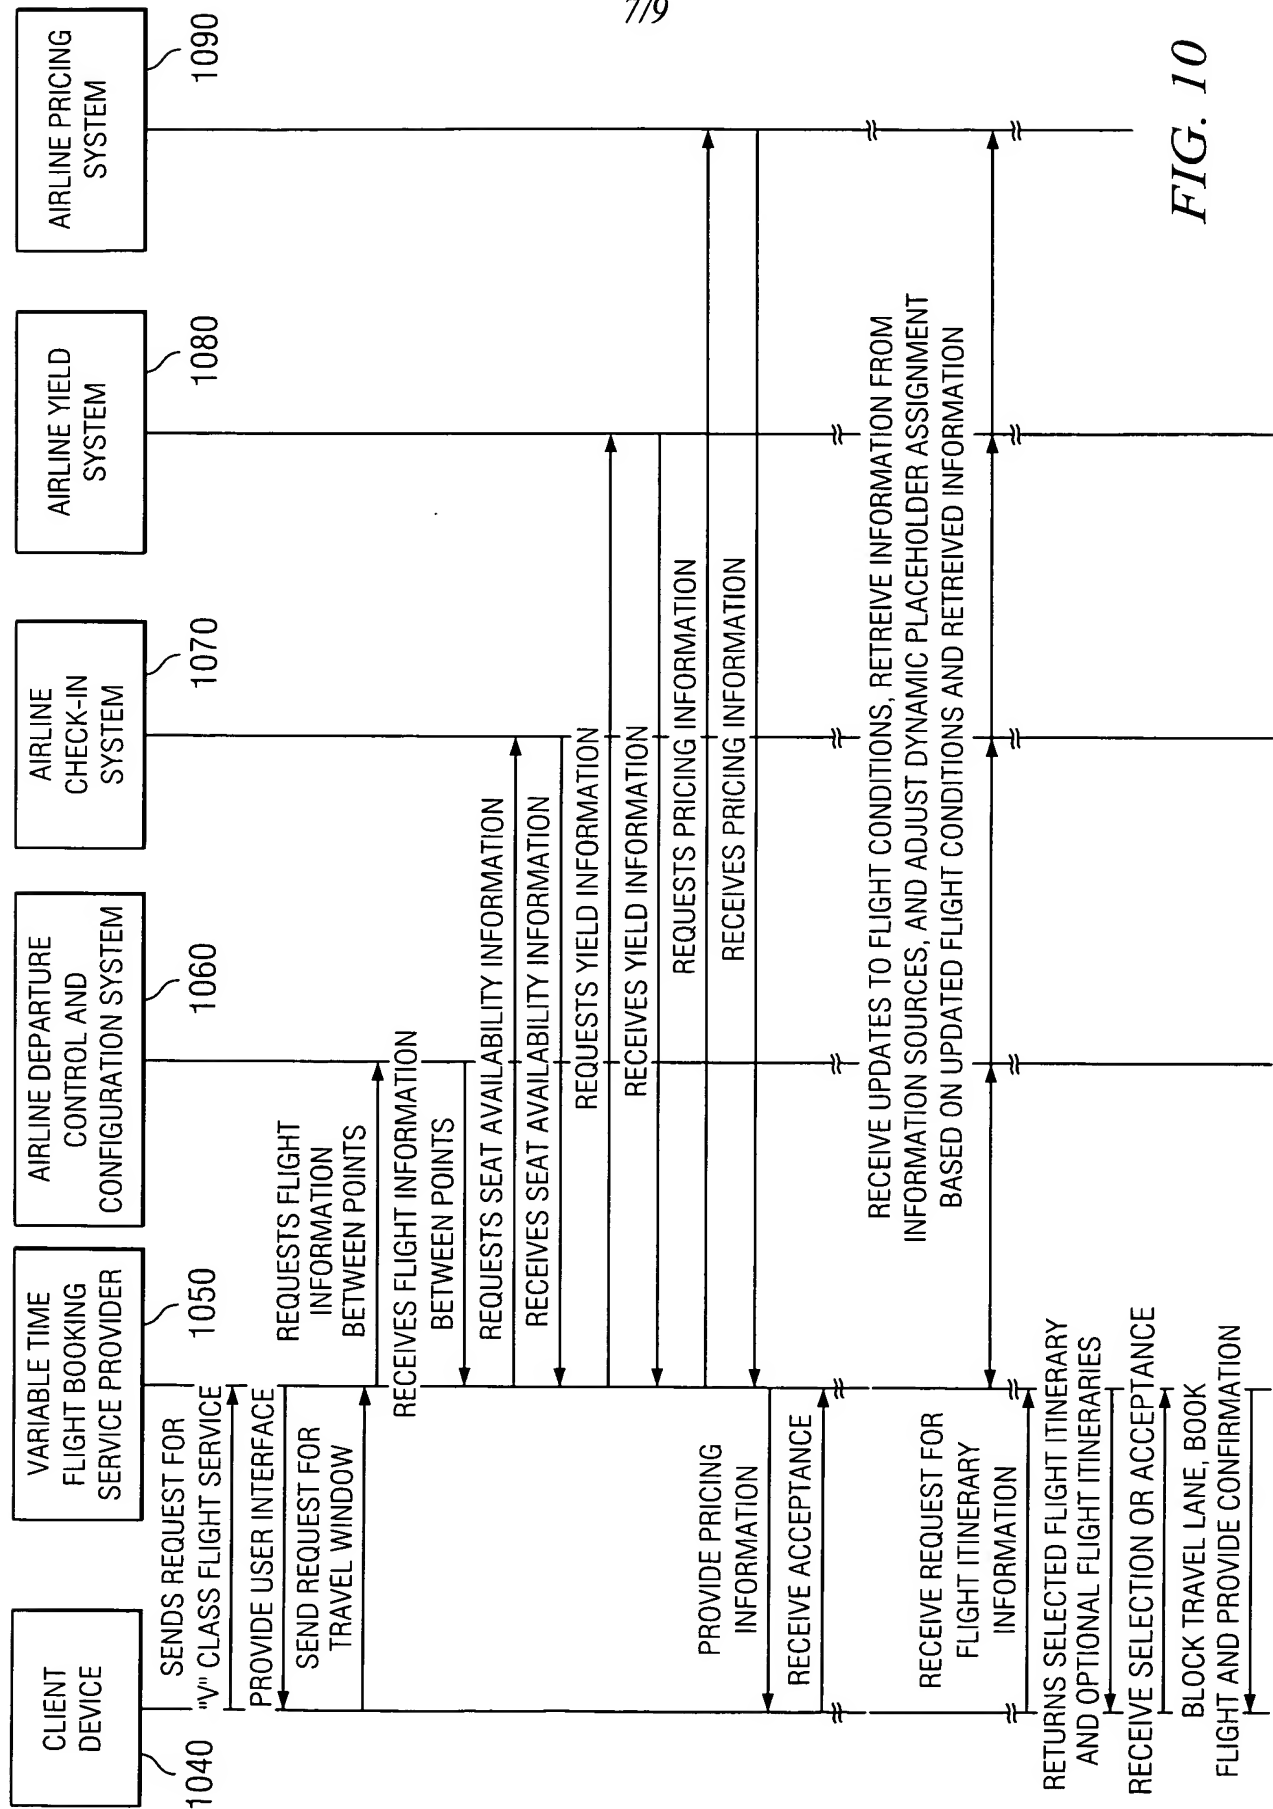 7/9
CLIENT
DEVICE
1040
VARIABLE TIME
FLIGHT BOOKING
SERVICE PROVIDER
1050
AIRLINE DEPARTURE
CONTROL AND
CONFIGURATION SYSTEM
1060
AIRLINE
CHECK-IN
SYSTEM
1070
AIRLINE YIELD
SYSTEM
1080
AIRLINE PRICING
SYSTEM
1090
SENDS REQUEST FOR
"V" CLASS FLIGHT SERVICE
PROVIDE USER INTERFACE
SEND REQUEST FOR
TRAVEL WINDOW
REQUESTS FLIGHT
INFORMATION
BETWEEN POINTS
RECEIVES FLIGHT INFORMATION
BETWEEN POINTS
REQUESTS SEAT AVAILABILITY INFORMATION
RECEIVES SEAT AVAILABILITY INFORMATION
REQUESTS YIELD INFORMATION
RECEIVES YIELD INFORMATION
REQUESTS PRICING INFORMATION
RECEIVES PRICING INFORMATION
PROVIDE PRICING
INFORMATION
RECEIVE ACCEPTANCE
RECEIVE UPDATES TO FLIGHT CONDITIONS, RETREIVE INFORMATION FROM
INFORMATION SOURCES, AND ADJUST DYNAMIC PLACEHOLDER ASSIGNMENT
BASED ON UPDATED FLIGHT CONDITIONS AND RETREIVED INFORMATION
RECEIVE REQUEST FOR
FLIGHT ITINERARY
INFORMATION
RETURNS SELECTED FLIGHT ITINERARY
AND OPTIONAL FLIGHT ITINERARIES
RECEIVE SELECTION OR ACCEPTANCE
BLOCK TRAVEL LANE, BOOK
FLIGHT AND PROVIDE CONFIRMATION
FIG. 10